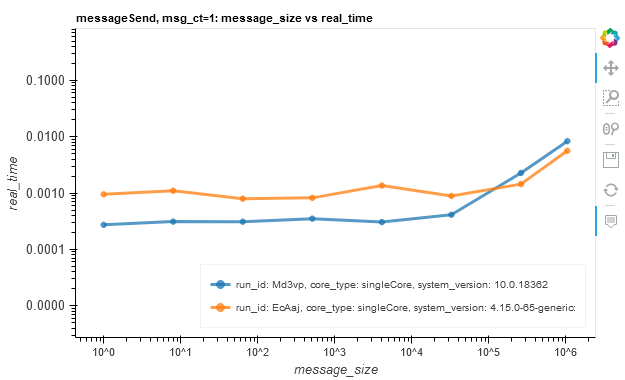 messageSend, msg_ct=1: message_size vs real_time
0.1000
0.0100
0.0010
0.0001
0.0000
real_time
run_id: Md3vp, core_type: singleCore, system_version: 10.0.18362
run_id: EcAaj, core_type: singleCore, system_version: 4.15.0-65-generic:
10^0 10^1 10^2 10^3 10^4 10^5 10^6
message_size